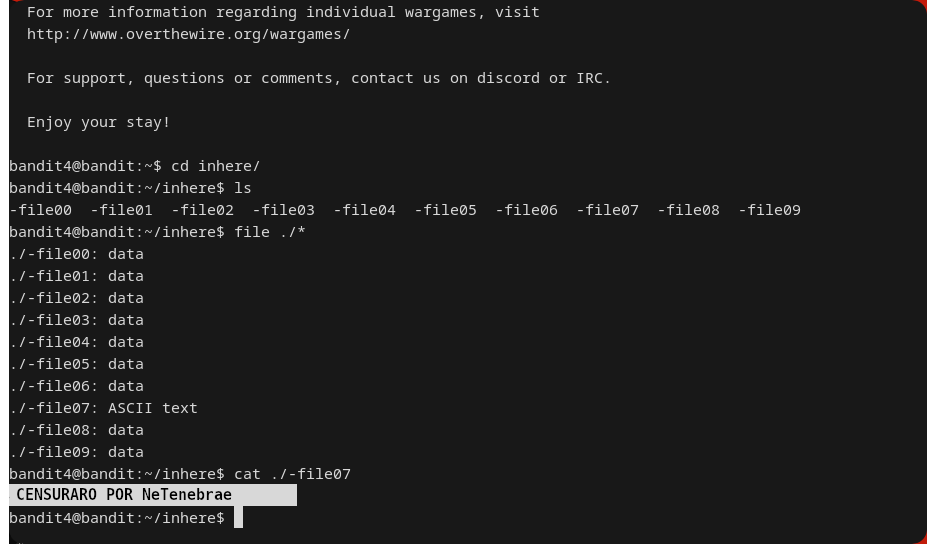 For more information regarding individual wargames, visit
http://www.overthewire.org/wargames/
For support, questions or comments, contact us on discord or IRC.
Enjoy your stay!
bandit4@bandit:~$ cd inhere/
bandit4@bandit:~/inhere$ ls
-file00  -file01  -file02  -file03  -file04  -file05  -file06  -file07  -file08  -file09
bandit4@bandit:~/inhere$ file ./*
./-file00: data
./-file01: data
./-file02: data
./-file03: data
./-file04: data
./-file05: data
./-file06: data
./-file07: ASCII text
./-file08: data
./-file09: data
bandit4@bandit:~/inhere$ cat ./-file07
CENSURARO POR NeTenebrae
bandit4@bandit:~/inhere$